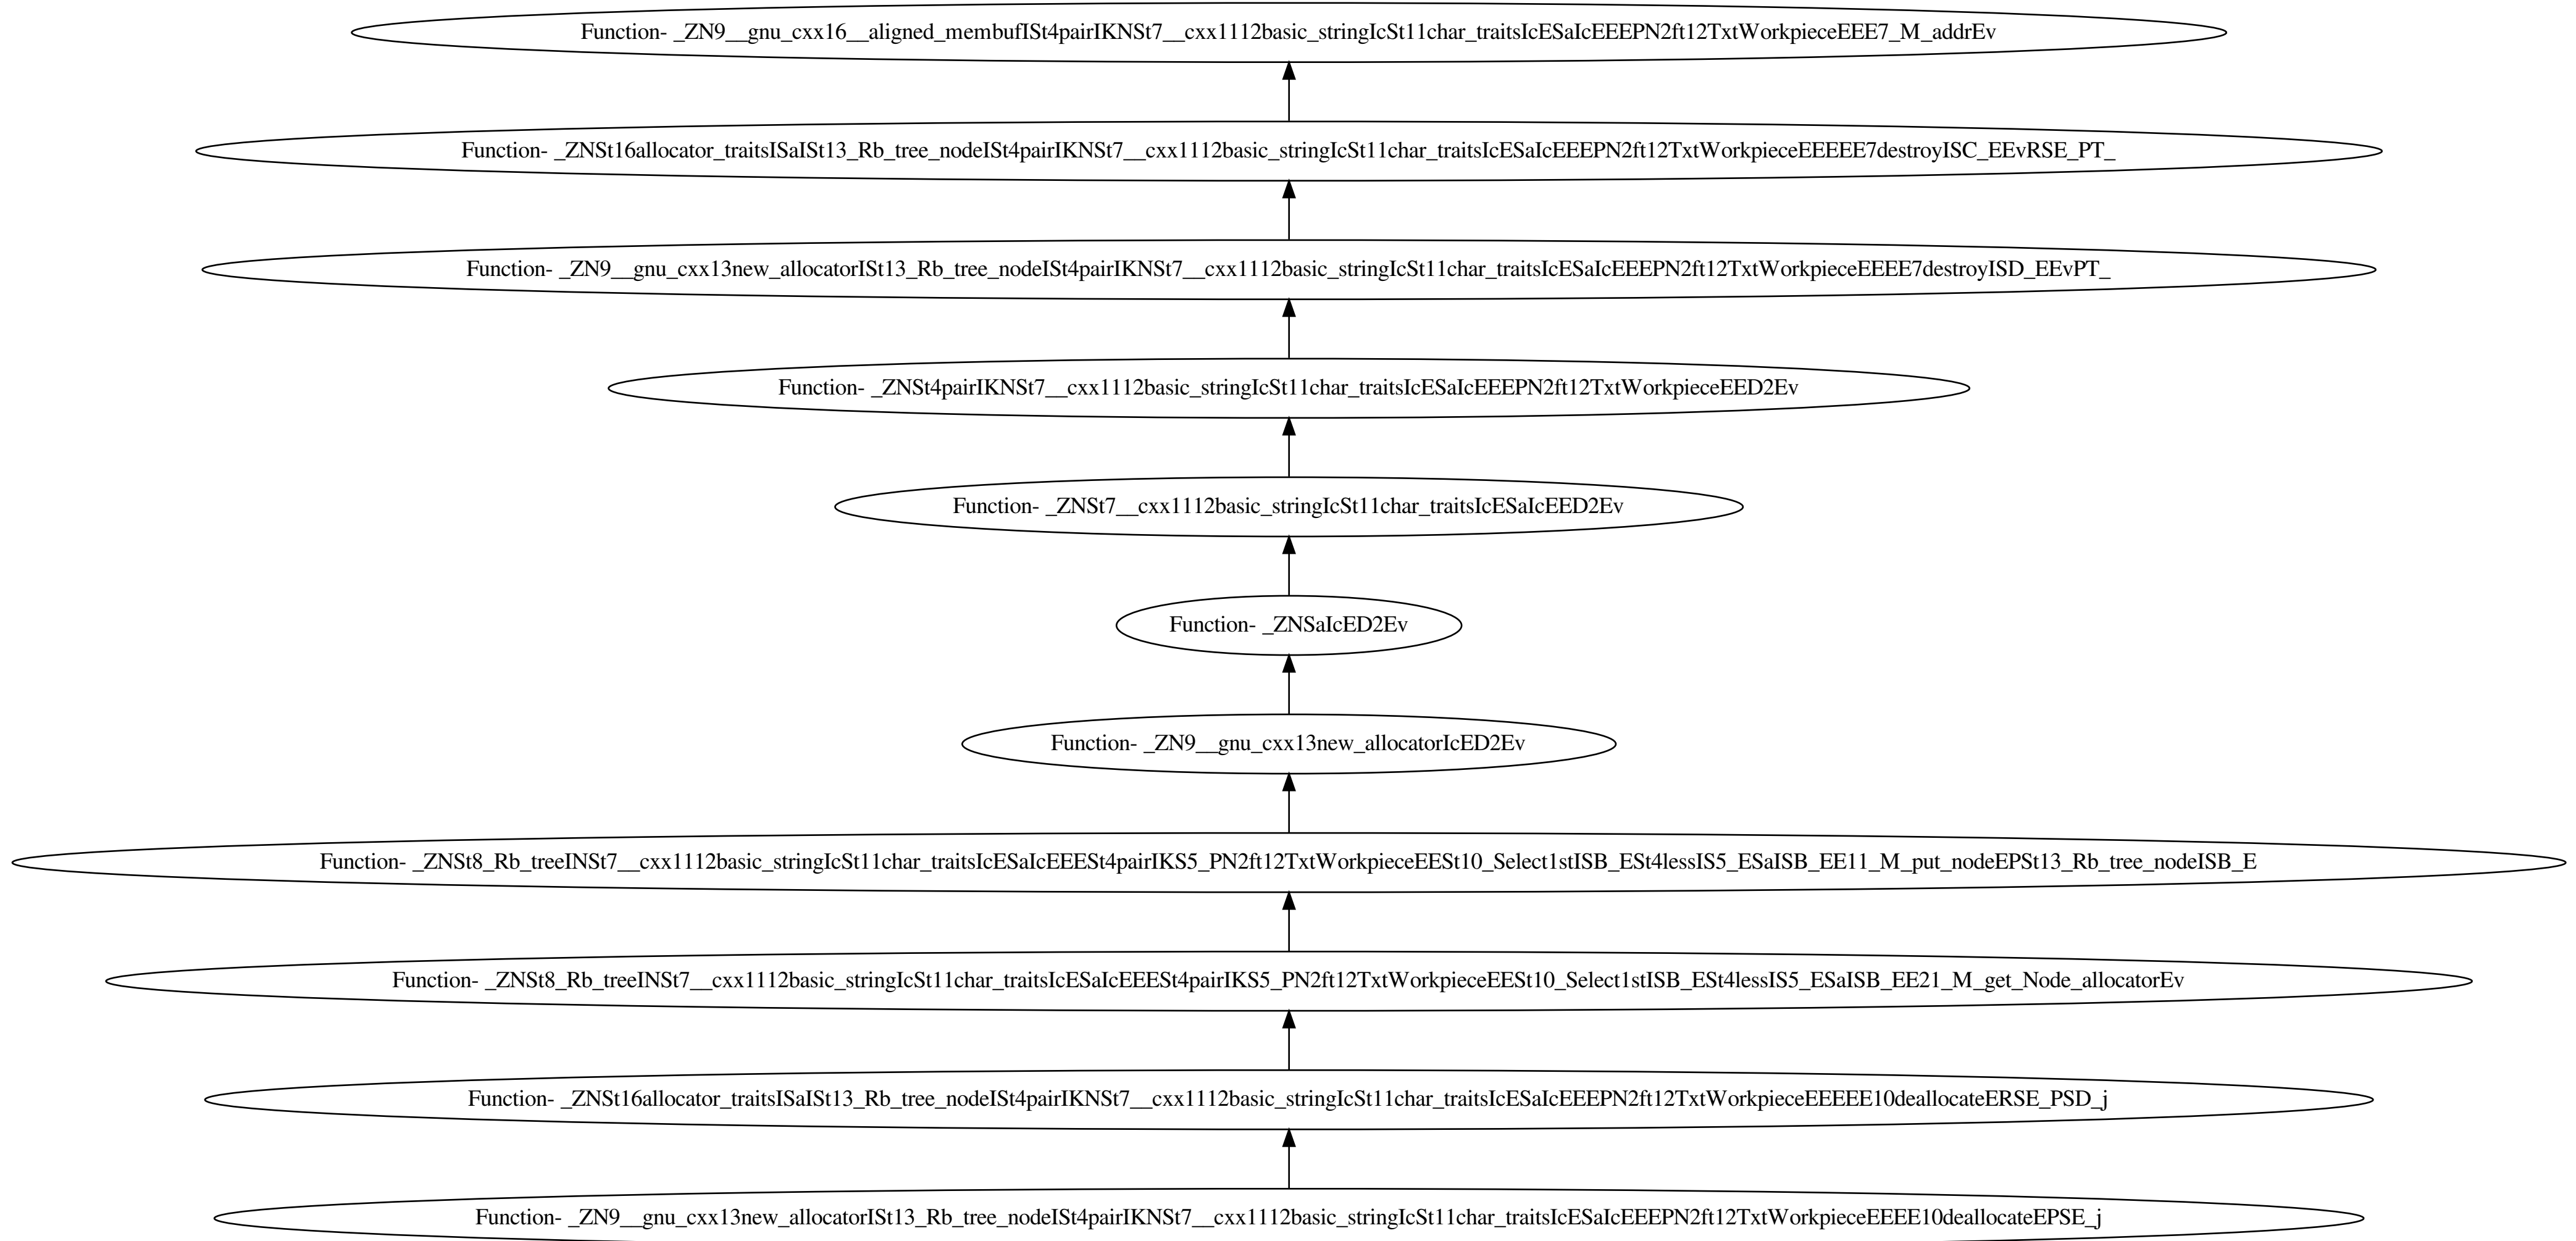 Function- _ZN9__gnu_cxx16__aligned_membufISt4pairIKNSt7__cxx1112basic_stringIcSt11char_traitsIcESaIcEEEPN2ft12TxtWorkpieceEEE7_M_addrEv
Function- _ZNSt16allocator_traitsISaISt13_Rb_tree_nodeISt4pairIKNSt7__cxx1112basic_stringIcSt11char_traitsIcESaIcEEEPN2ft12TxtWorkpieceEEEEE7destroyISC_EEvRSE_PT_
Function- _ZN9__gnu_cxx13new_allocatorISt13_Rb_tree_nodeISt4pairIKNSt7__cxx1112basic_stringIcSt11char_traitsIcESaIcEEEPN2ft12TxtWorkpieceEEEE7destroyISD_EEvPT_
Function- _ZNSt4pairIKNSt7__cxx1112basic_stringIcSt11char_traitsIcESaIcEEEPN2ft12TxtWorkpieceEED2Ev
Function- _ZNSt7__cxx1112basic_stringIcSt11char_traitsIcESaIcEED2Ev
Function- _ZNSaIcED2Ev
Function- _ZN9__gnu_cxx13new_allocatorIcED2Ev
Function- _ZNSt8_Rb_treeINSt7__cxx1112basic_stringIcSt11char_traitsIcESaIcEEESt4pairIKS5_PN2ft12TxtWorkpieceEESt10_Select1stISB_ESt4lessIS5_ESaISB_EE11_M_put_nodeEPSt13_Rb_tree_nodeISB_E
Function- _ZNSt8_Rb_treeINSt7__cxx1112basic_stringIcSt11char_traitsIcESaIcEEESt4pairIKS5_PN2ft12TxtWorkpieceEESt10_Select1stISB_ESt4lessIS5_ESaISB_EE21_M_get_Node_allocatorEv
Function- _ZNSt16allocator_traitsISaISt13_Rb_tree_nodeISt4pairIKNSt7__cxx1112basic_stringIcSt11char_traitsIcESaIcEEEPN2ft12TxtWorkpieceEEEEE10deallocateERSE_PSD_j
Function- _ZN9__gnu_cxx13new_allocatorISt13_Rb_tree_nodeISt4pairIKNSt7__cxx1112basic_stringIcSt11char_traitsIcESaIcEEEPN2ft12TxtWorkpieceEEEE10deallocateEPSE_j